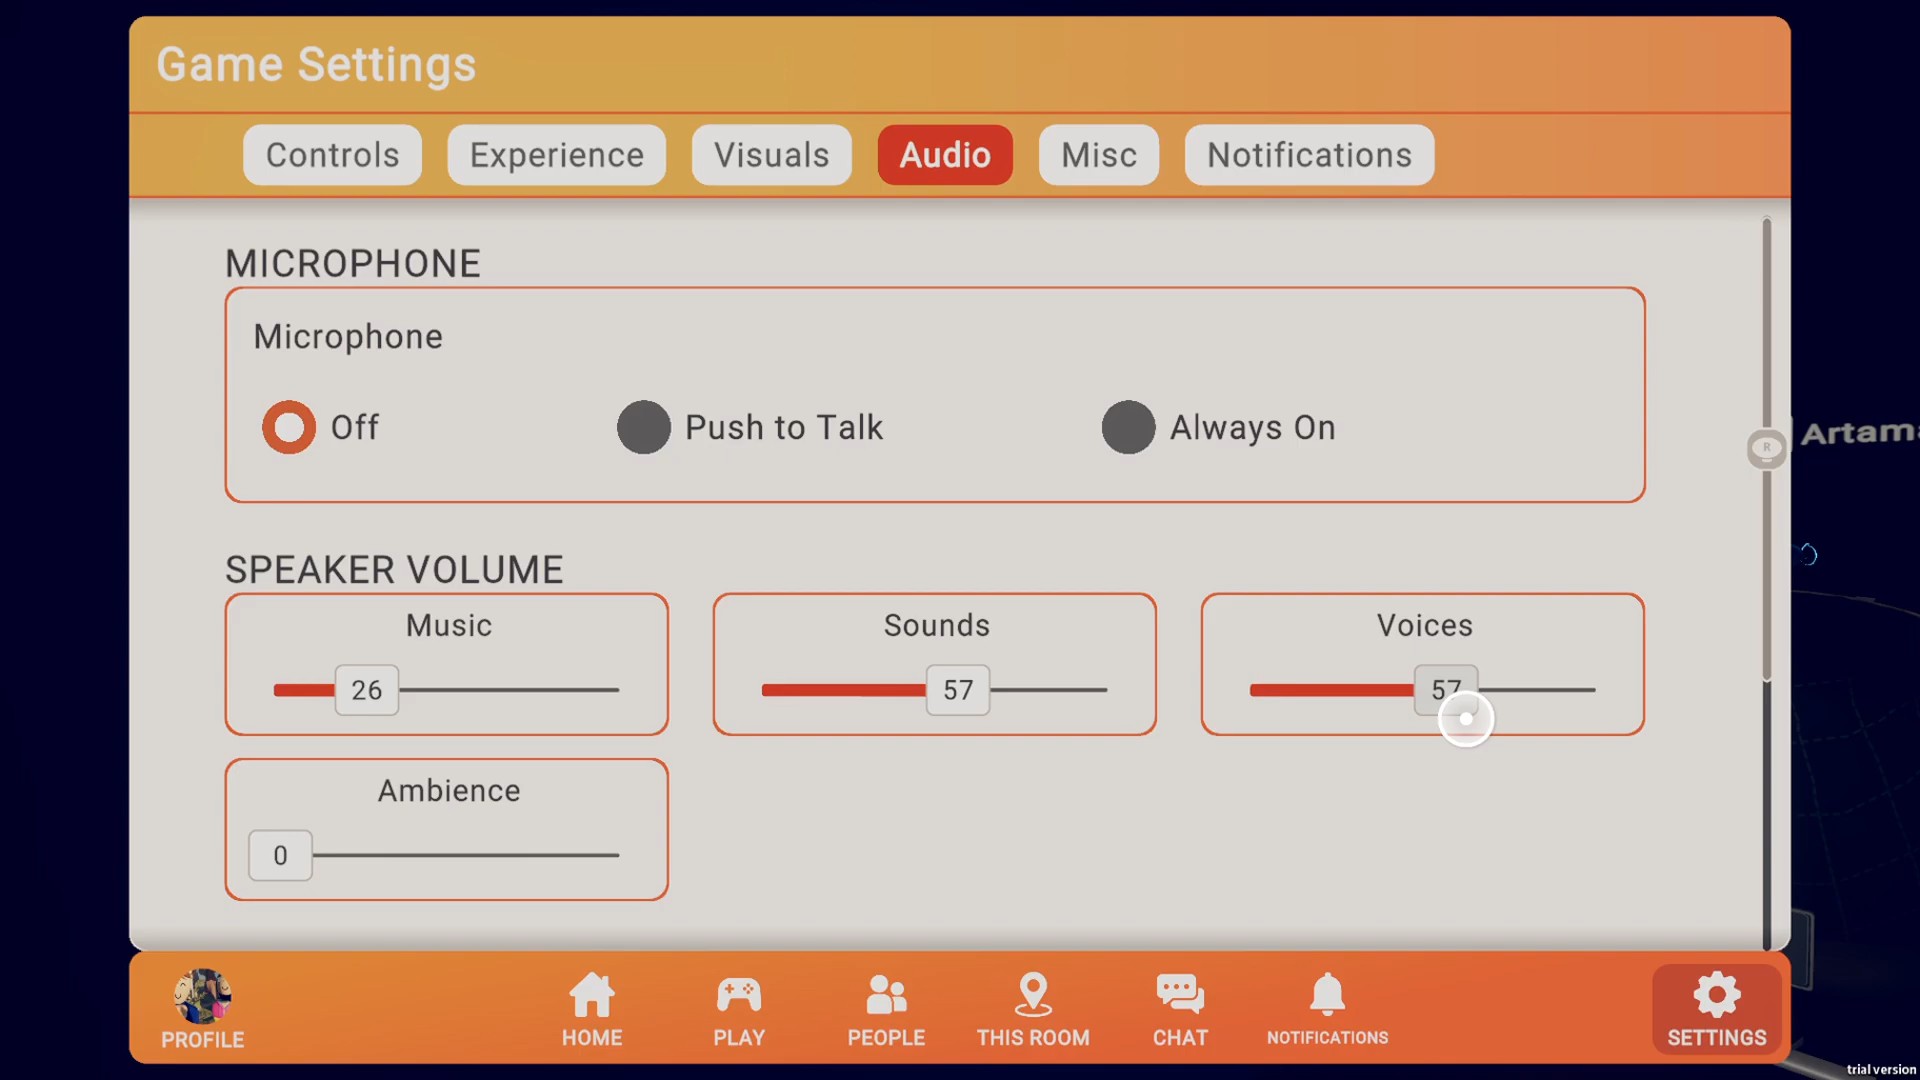 Game Settings
Controls Experience Visuals Audio Misc Notifications
MICROPHONE
Microphone
Off Push to Talk Always On
R
Artama
SPEAKER VOLUME
Music Sounds Voices
26 57 57
Ambience
0
PROFILE HOME PLAY PEOPLE THIS ROOM CHAT NOTIFICATIONS SETTINGS
trial version